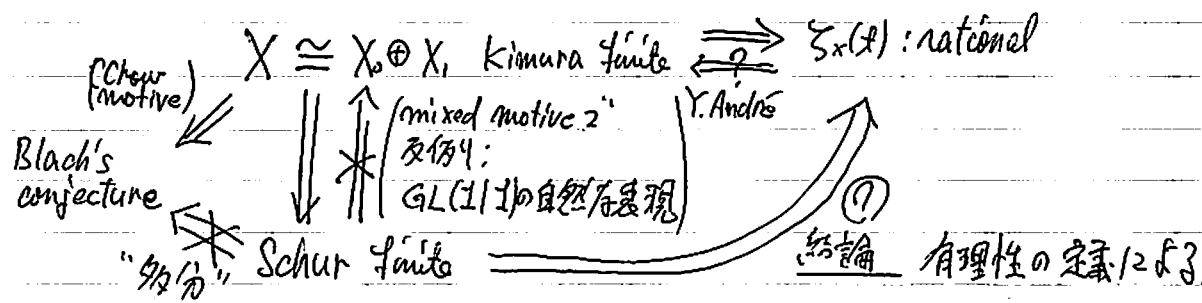 X ≃ X₀ ⊕ X₁ Kimura finite ⟹ ζ_X(t) : rational
(Chow motive) ⟸ ? Y. André
Blach's conjecture
(mixed motive で"
反例:
GL(1|1)の自然な表現)
"多分" Schur finite ⟹ (?)
結論 有理性の定義による